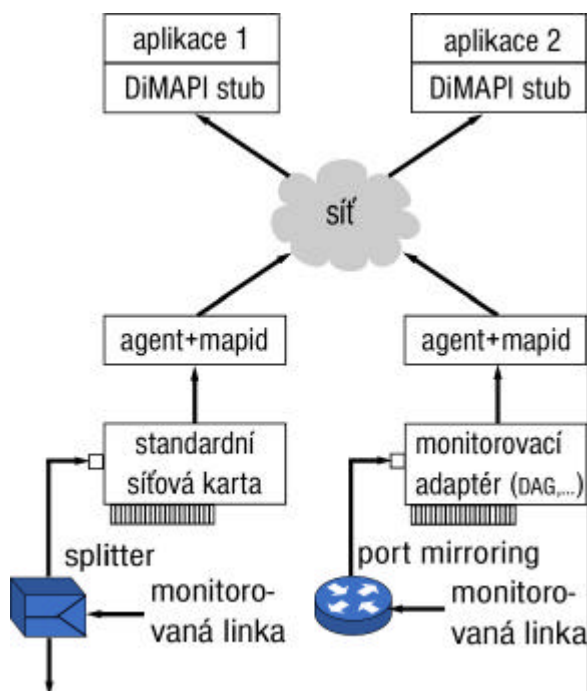 aplikace 1
DiMAPI stub
aplikace 2
DiMAPI stub
síť
agent+mapid
agent+mapid
standardní
síťová karta
monitorovací
adaptér (DAG,...)
splitter
port mirroring
monitoro-
vaná linka
monitoro-
vaná linka